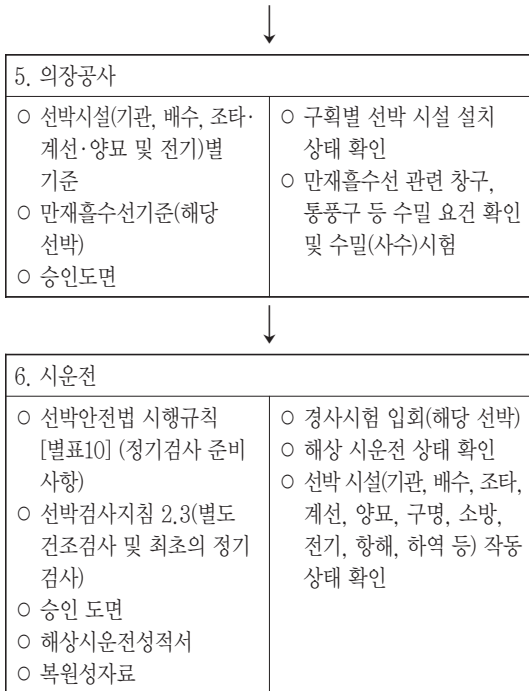 5. 의장공사
○ 선박시설(기관, 배수, 조타·
계선·양묘 및 전기)별
기준
○ 만재흘수선기준(해당
선박)
○ 승인도면
○ 구획별 선박 시설 설치
상태 확인
○ 만재흘수선 관련 창구,
통풍구 등 수밀 요건 확인
및 수밀(사수)시험
6. 시운전
○ 선박안전법 시행규칙
[별표10] (정기검사 준비
사항)
○ 선박검사지침 2.3(별도
건조검사 및 최초의 정기
검사)
○ 승인 도면
○ 해상시운전성적서
○ 복원성자료
○ 경사시험 입회(해당 선박)
○ 해상 시운전 상태 확인
○ 선박 시설(기관, 배수, 조타,
계선, 양묘, 구명, 소방,
전기, 항해, 하역 등) 작동
상태 확인